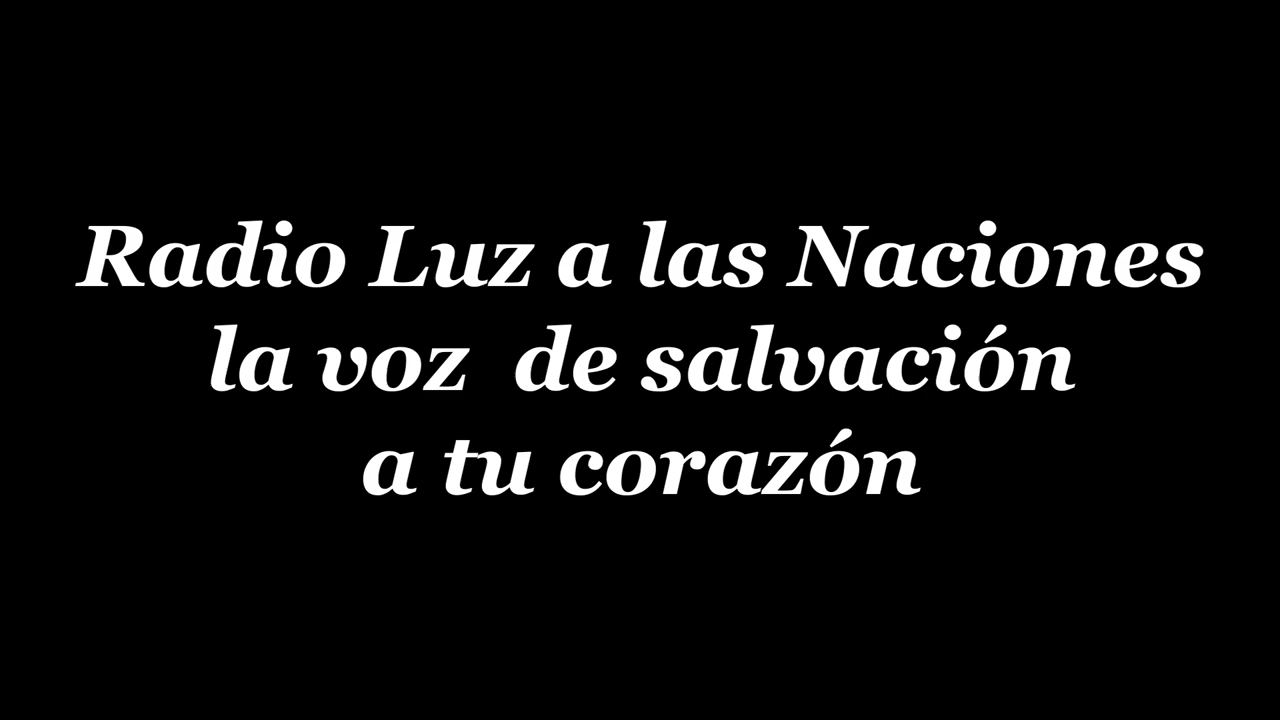 Radio Luz a las Naciones
la voz  de salvación
a tu corazón